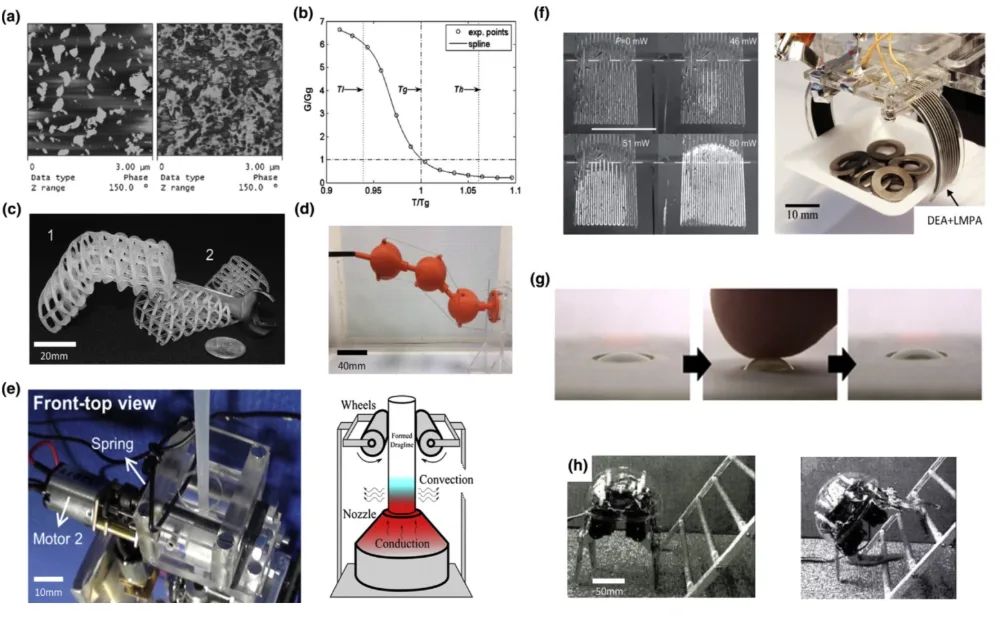 (a)
0
3.00 µm
Data type
Phase
Z range
150.0 °
0
3.00 µm
Data type
Phase
Z range
150.0 °
(b)
7
6
5
4
3
2
1
0
G/Gg
exp. points
spline
Tl
Tg
Th
0.9
0.95
1
1.05
1.1
T/Tg
(c)
1
2
20mm
(d)
40mm
(e)
Front-top view
Spring
Motor 2
10mm
Wheels
Formed
Dragline
Convection
Nozzle
Conduction
(f)
P=0 mW
46 mW
51 mW
80 mW
10 mm
DEA+LMPA
(g)
(h)
50mm